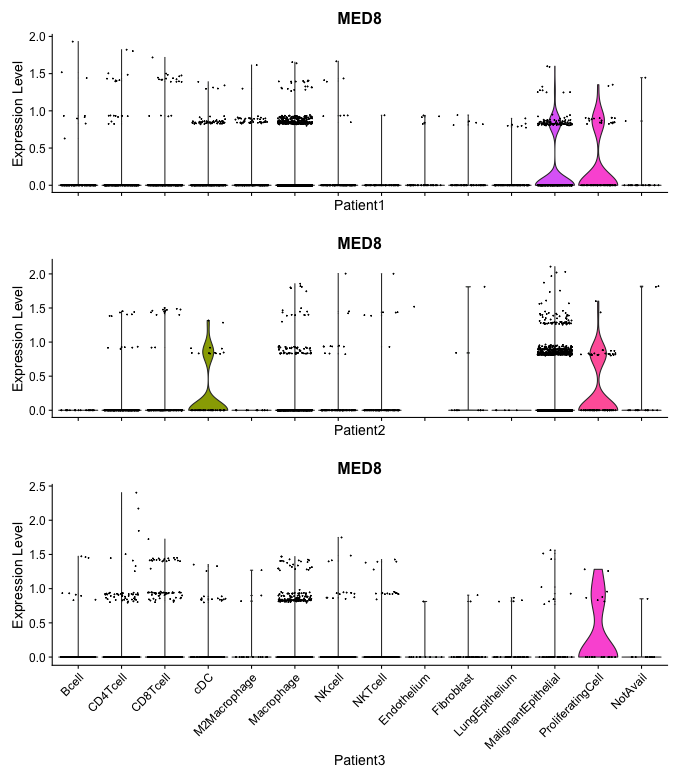 MED8
Expression Level
2.0
1.5
1.0
0.5
0.0
Patient1
MED8
Expression Level
2.0
1.5
1.0
0.5
0.0
Patient2
MED8
Expression Level
2.5
2.0
1.5
1.0
0.5
0.0
Bcell
CD4Tcell
CD8Tcell
cDC
M2Macrophage
Macrophage
NKcell
NKTcell
Endothelium
Fibroblast
LungEpithelium
MalignantEpithelial
ProliferatingCell
NotAvail
Patient3